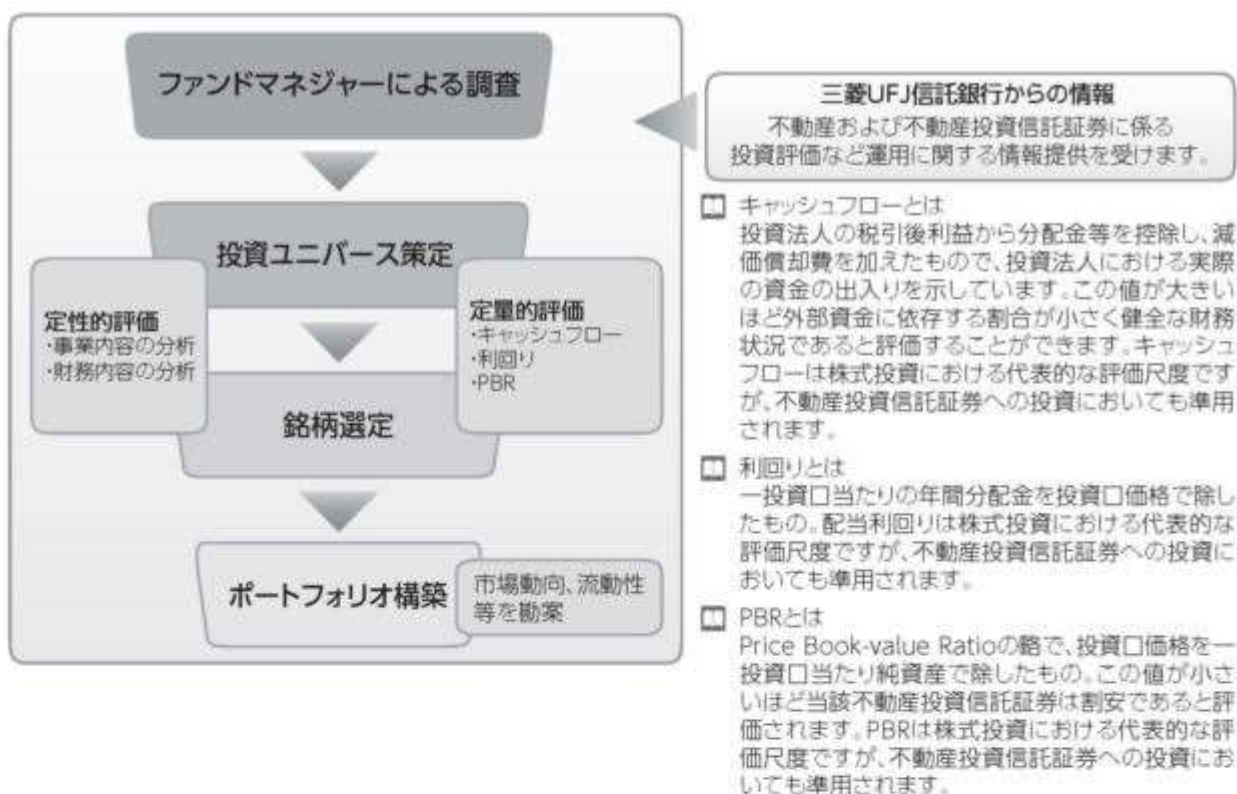 ファンドマネジャーによる調査
投資ユニバース策定
定性的評価
・事業内容の分析
・財務内容の分析
定量的評価
・キャッシュフロー
・利回り
・PBR
銘柄選定
ポートフォリオ構築
市場動向、流動性
等を勘案
三菱UFJ信託銀行からの情報
不動産および不動産投資信託証券に係る
投資評価など運用に関する情報提供を受けます。
キャッシュフローとは
投資法人の税引後利益から分配金等を控除し、減
価償却費を加えたもので、投資法人における実際
の資金の出入りを示しています。この値が大きい
ほど外部資金に依存する割合が小さく健全な財務
状況であると評価することができます。キャッシュ
フローは株式投資における代表的な評価尺度です
が、不動産投資信託証券への投資においても準用
されます。
利回りとは
一投資口当たりの年間分配金を投資口価格で除し
たもの。配当利回りは株式投資における代表的な
評価尺度ですが、不動産投資信託証券への投資に
おいても準用されます。
PBRとは
Price Book-value Ratioの略で、投資口価格を一
投資口当たり純資産で除したもの。この値が小さ
いほど当該不動産投資信託証券は割安であると評
価されます。PBRは株式投資における代表的な評
価尺度ですが、不動産投資信託証券への投資にお
いても準用されます。